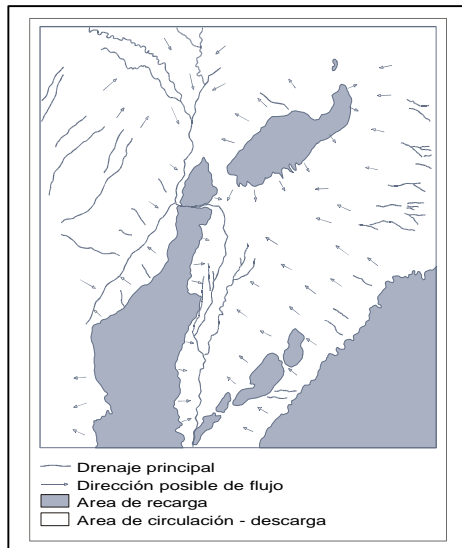 Drenaje principal
Dirección posible de flujo
Area de recarga
Area de circulación - descarga